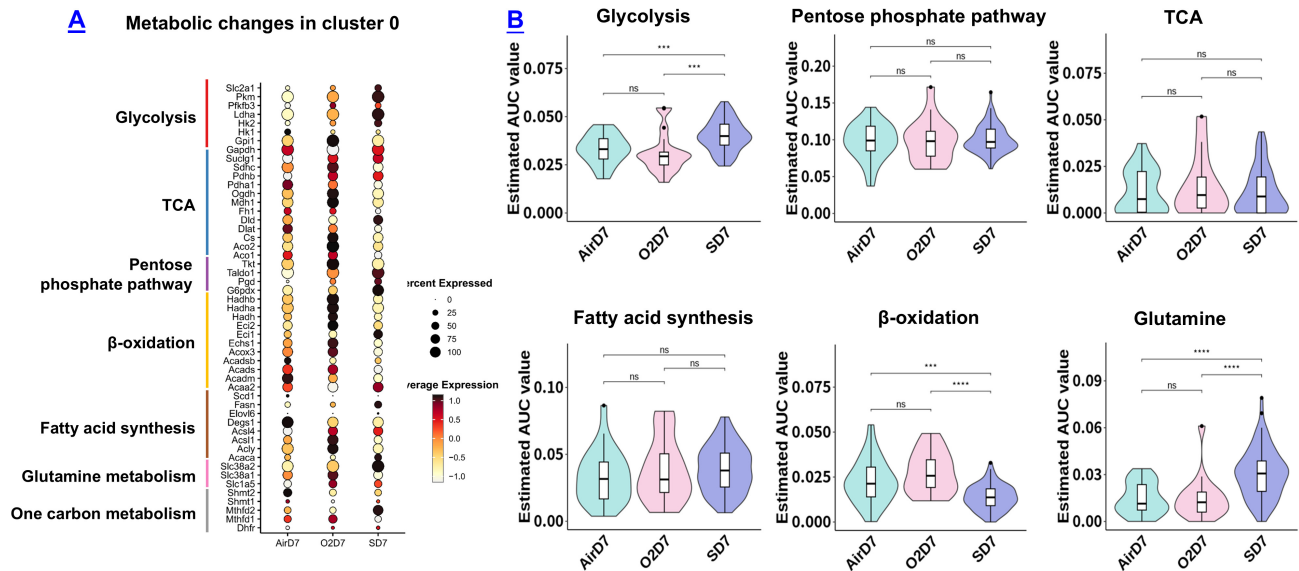 A
Metabolic changes in cluster 0
Glycolysis
TCA
Pentose
phosphate pathway
β-oxidation
Fatty acid synthesis
Glutamine metabolism
One carbon metabolism
Slc2a1
Pkm
Pfkfb3
Ldha
Hk2
Hk1
Gpi1
Gapdh
Suclg1
Sdhc
Pdhb
Pdha1
Ogdh
Mdh1
Fh1
Dld
Dlat
Cs
Aco2
Aco1
Tkt
Taldo1
Pgd
G6pdx
Hadhb
Hadha
Hadh
Eci2
Eci1
Echs1
Acox3
Acadsb
Acads
Acadm
Acaa2
Scd1
Fasn
Elovl6
Degs1
Acsl4
Acsl1
Acly
Acaca
Slc38a2
Slc38a1
Slc1a5
Shmt2
Shmt1
Mthfd2
Mthfd1
Dhfr
AirD7 O2D7 SD7
ercent Expressed
0
25
50
75
100
verage Expression
1.0
0.5
0.0
−0.5
−1.0
B
Glycolysis
Estimated AUC value
0.075
0.050
0.025
0.000
***
***
ns
AirD7 O2D7 SD7
Pentose phosphate pathway
Estimated AUC value
0.20
0.15
0.10
0.05
0.00
ns
ns
ns
AirD7 O2D7 SD7
TCA
Estimated AUC value
0.075
0.050
0.025
0.000
ns
ns
ns
AirD7 O2D7 SD7
Fatty acid synthesis
Estimated AUC value
0.10
0.05
0.00
ns
ns
ns
AirD7 O2D7 SD7
β-oxidation
Estimated AUC value
0.075
0.050
0.025
0.000
***
****
ns
AirD7 O2D7 SD7
Glutamine
Estimated AUC value
0.09
0.06
0.03
0.00
****
****
ns
AirD7 O2D7 SD7